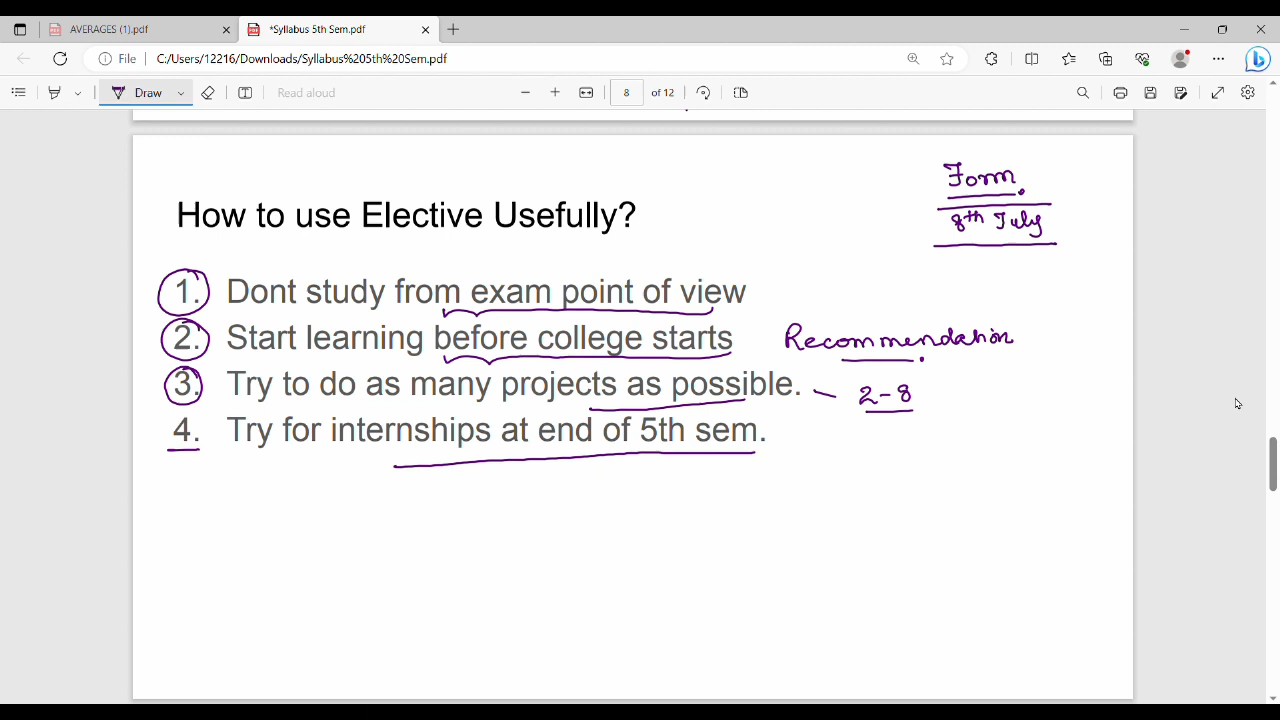 AVERAGES (1).pdf
*Syllabus 5th Sem.pdf
File
C:/Users/12216/Downloads/Syllabus%205th%20Sem.pdf
Draw
Read aloud
8
of 12
Form.
8th July
How to use Elective Usefully?
1. Dont study from exam point of view
2. Start learning before college starts
Recommendation
3. Try to do as many projects as possible.
- 2-8
4. Try for internships at end of 5th sem.